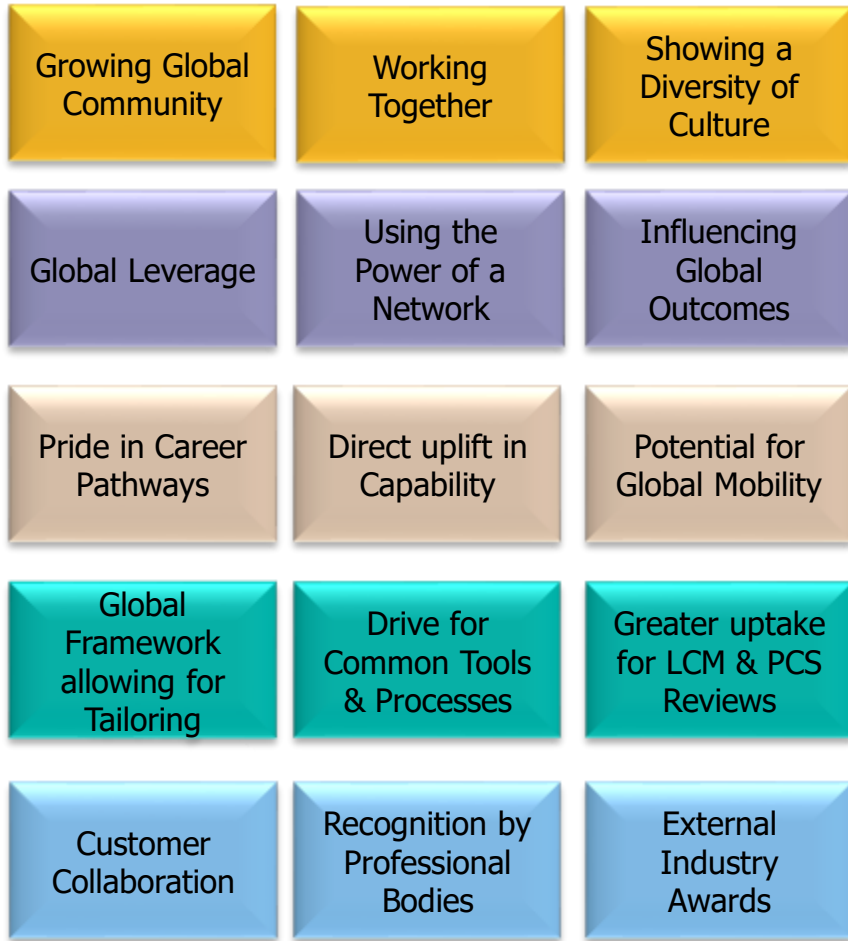 Growing Global
Community
Working
Together
Showing a
Diversity of
Culture
Global Leverage
Using the
Power of a
Network
Influencing
Global
Outcomes
Pride in Career
Pathways
Direct uplift in
Capability
Potential for
Global Mobility
Global
Framework
allowing for
Tailoring
Drive for
Common Tools
& Processes
Greater uptake
for LCM & PCS
Reviews
Customer
Collaboration
Recognition by
Professional
Bodies
External
Industry
Awards